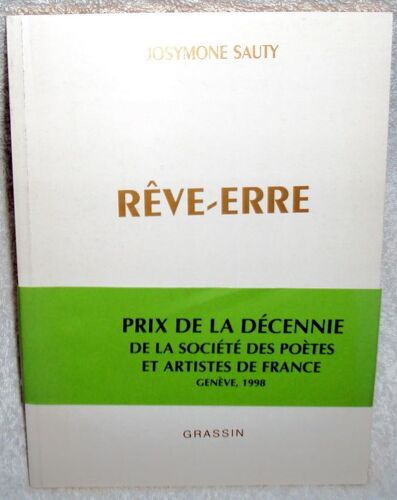 JOSYMONE SAUTY
RÊVE-ERRE
PRIX DE LA DÉCENNIE
DE LA SOCIÉTÉ DES POÈTES
ET ARTISTES DE FRANCE
GENÈVE, 1998
GRASSIN